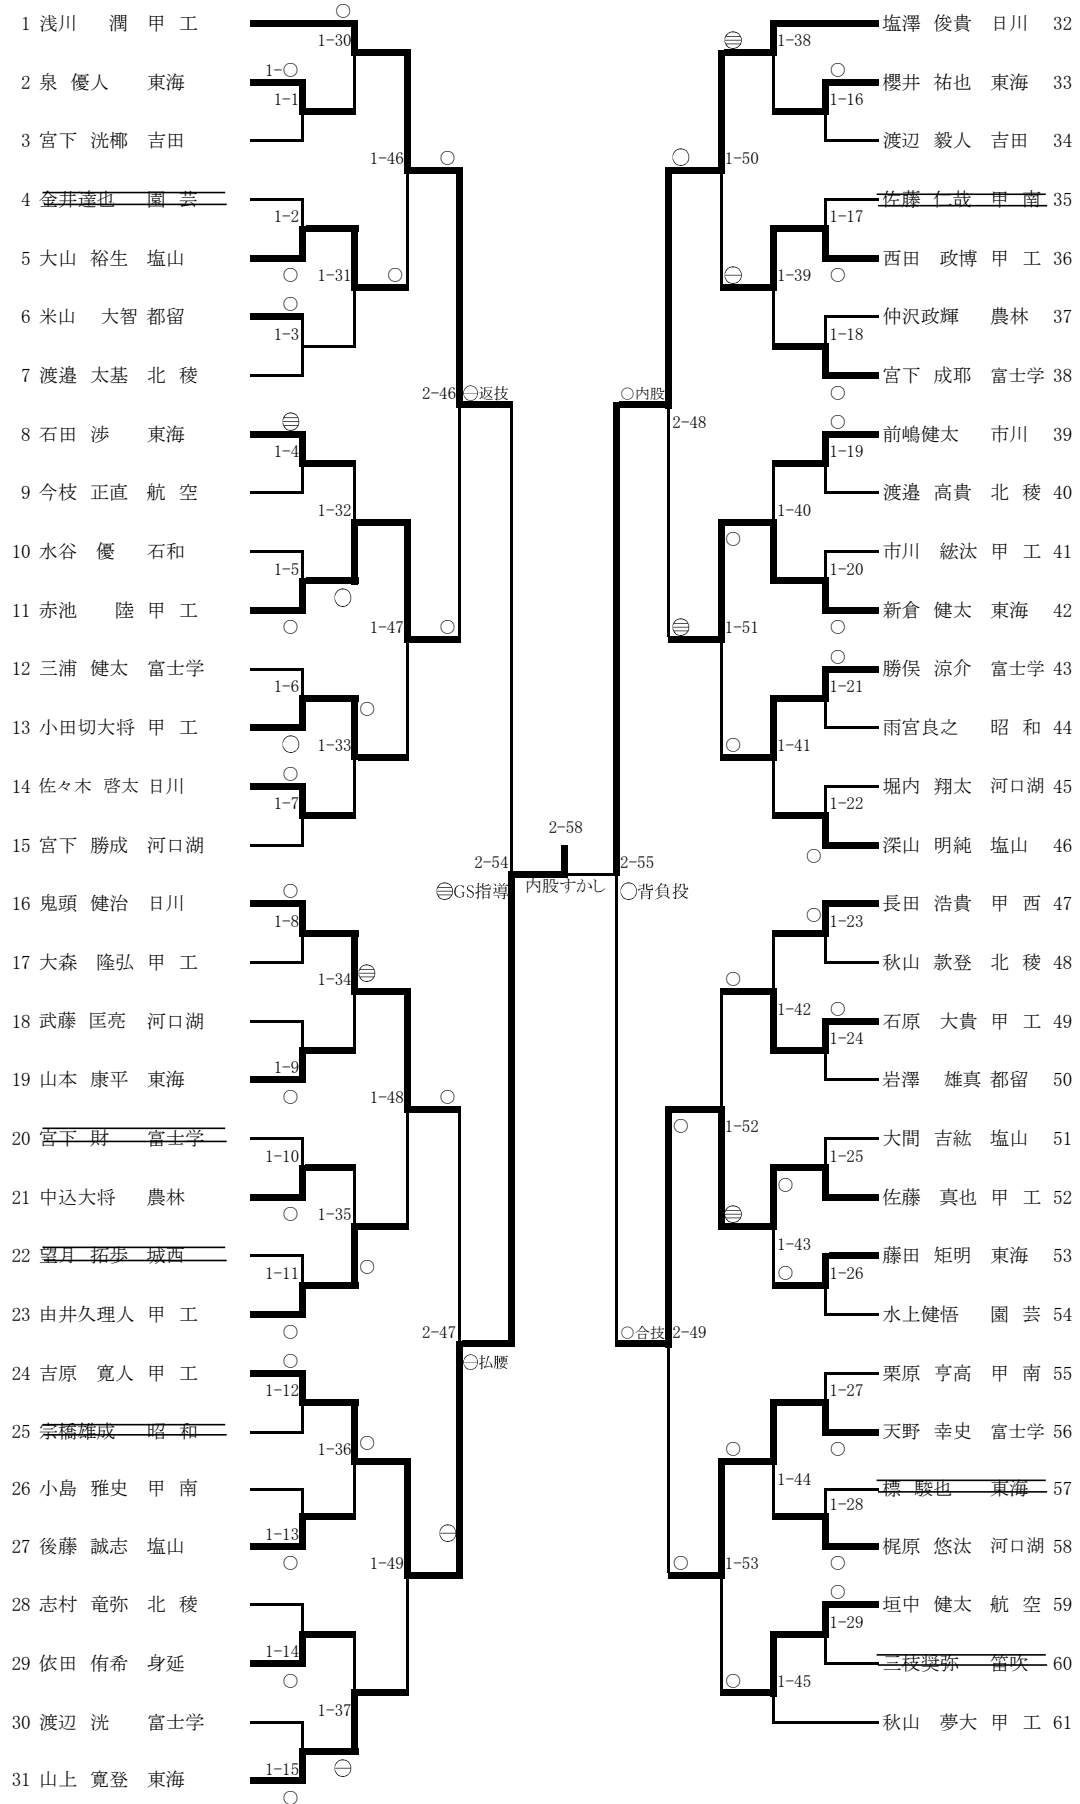 1 浅川 潤 甲 工
2 泉 優人 東海
3 宮下 洸椰 吉田
4 金井達也 園 芸
5 大山 裕生 塩山
6 米山 大智 都留
7 渡邉 太基 北 稜
8 石田 渉 東海
9 今枝 正直 航 空
10 水谷 優 石和
11 赤池 陸 甲 工
12 三浦 健太 富士学
13 小田切大将 甲 工
14 佐々木 啓太 日川
15 宮下 勝成 河口湖
16 鬼頭 健治 日川
17 大森 隆弘 甲 工
18 武藤 匡亮 河口湖
19 山本 康平 東海
20 宮下 財 富士学
21 中込大将 農林
22 望月 拓歩 城西
23 由井久理人 甲 工
24 吉原 寛人 甲 工
25 宗橋雄成 昭 和
26 小島 雅史 甲 南
27 後藤 誠志 塩山
28 志村 竜弥 北 稜
29 依田 侑希 身延
30 渡辺 洸 富士学
31 山上 寛登 東海
1-30
1-○
1-1
1-46
1-2
1-31
1-3
2-46 ○返技
1-4
1-32
1-5
1-47
1-6
1-33
1-7
2-54
GS指導
1-8
1-34
1-9
1-48
1-10
1-35
1-11
2-47
払腰
1-12
1-36
1-13
1-49
1-14
1-37
1-15
2-58
内股すかし
1-38
1-16
1-50
1-17
1-39
1-18
○内股
2-48
1-19
1-40
1-20
1-51
1-21
1-41
1-22
2-55
○背負投
1-23
1-42
1-24
1-52
1-25
1-43
1-26
○合技 2-49
1-27
1-44
1-28
1-53
1-29
1-45
塩澤 俊貴 日川 32
櫻井 祐也 東海 33
渡辺 毅人 吉田 34
佐藤 仁哉 甲 南 35
西田 政博 甲 工 36
仲沢政輝 農林 37
宮下 成耶 富士学 38
前嶋健太 市川 39
渡邉 高貴 北 稜 40
市川 紘汰 甲 工 41
新倉 健太 東海 42
勝俣 涼介 富士学 43
雨宮良之 昭 和 44
堀内 翔太 河口湖 45
深山 明純 塩山 46
長田 浩貴 甲 西 47
秋山 歎登 北 稜 48
石原 大貴 甲 工 49
岩澤 雄真 都留 50
大間 吉紘 塩山 51
佐藤 真也 甲 工 52
藤田 矩明 東海 53
水上健悟 園 芸 54
栗原 亨高 甲 南 55
天野 幸史 富士学 56
標 駿也 東海 57
梶原 悠汰 河口湖 58
垣中 健太 航 空 59
三枝奨弥 笛吹 60
秋山 夢大 甲 工 61